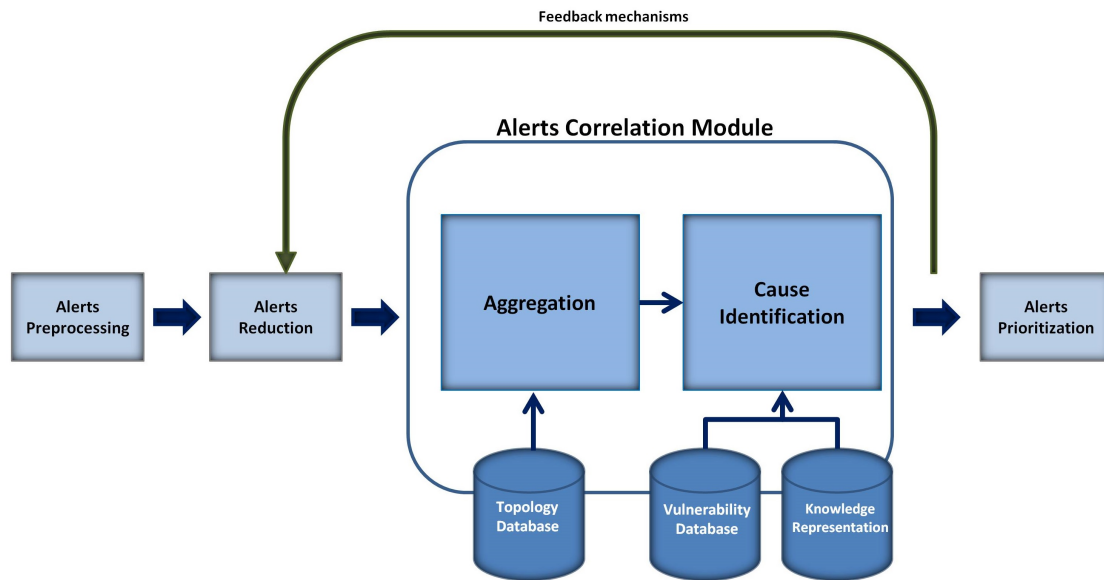 Feedback mechanisms
Alerts Correlation Module
Alerts
Preprocessing
Alerts
Reduction
Aggregation
Cause
Identification
Alerts
Prioritization
Topology
Database
Vulnerability
Database
Knowledge
Representation